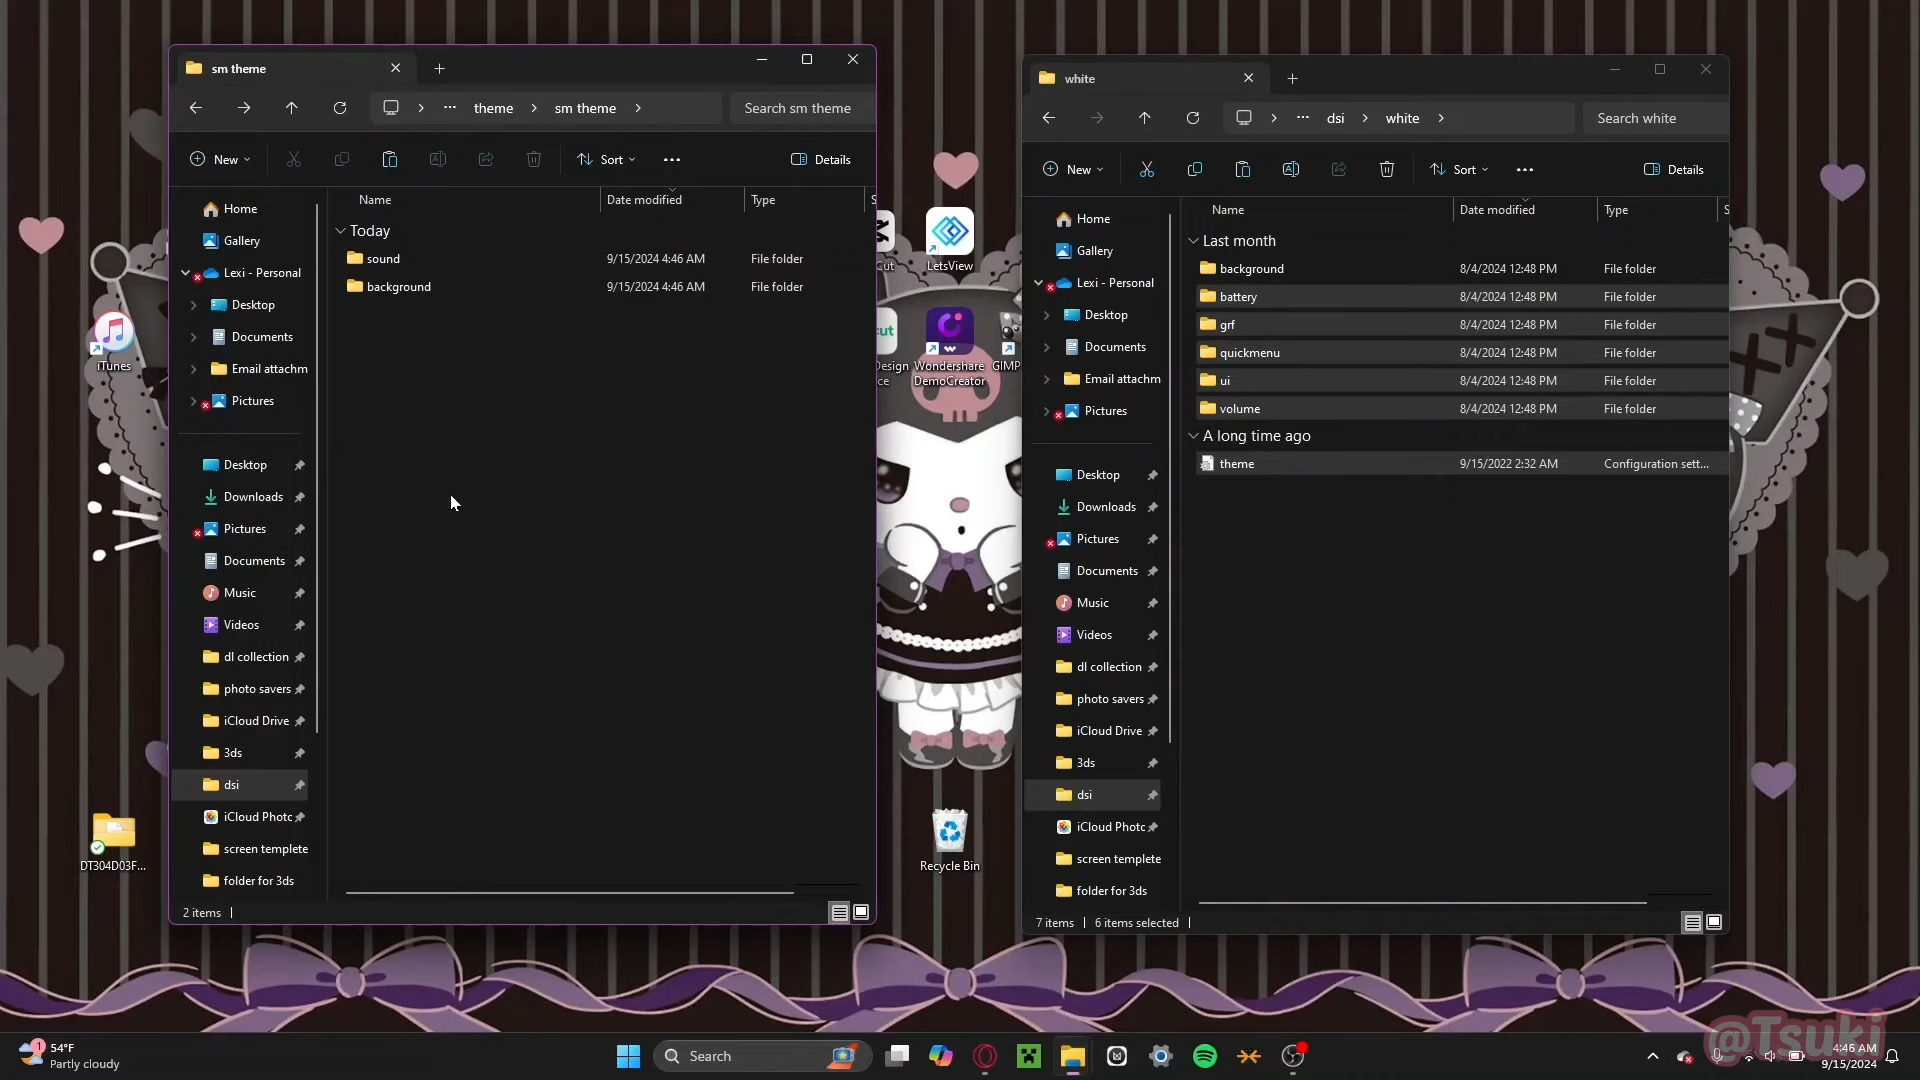 sm theme
theme
sm theme
Search sm theme
New
Sort
Details
Name
Date modified
Type
S
Home
Gallery
Lexi - Personal
Desktop
Documents
Email attachm
Pictures
Desktop
Downloads
Pictures
Documents
Music
Videos
dl collection
photo savers
iCloud Drive
3ds
dsi
iCloud Photc
screen templete
folder for 3ds
Today
sound 9/15/2024 4:46 AM File folder
background 9/15/2024 4:46 AM File folder
2 items
white
dsi
white
Search white
New
Sort
Details
Name
Date modified
Type
S
Home
Gallery
Lexi - Personal
Desktop
Documents
Email attachm
Pictures
Desktop
Downloads
Pictures
Documents
Music
Videos
dl collection
photo savers
iCloud Drive
3ds
dsi
iCloud Photc
screen templete
folder for 3ds
Last month
background 8/4/2024 12:48 PM File folder
battery 8/4/2024 12:48 PM File folder
grf 8/4/2024 12:48 PM File folder
quickmenu 8/4/2024 12:48 PM File folder
ui 8/4/2024 12:48 PM File folder
volume 8/4/2024 12:48 PM File folder
A long time ago
theme 9/15/2022 2:32 AM Configuration sett...
7 items
6 items selected
iTunes
DT304D03F...
Cut
LetsView
cut
Design
ce
Wondershare
DemoCreator
GIMP
Recycle Bin
1
54°F
Partly cloudy
Search
@Tsuki
4:46 AM
9/15/2024